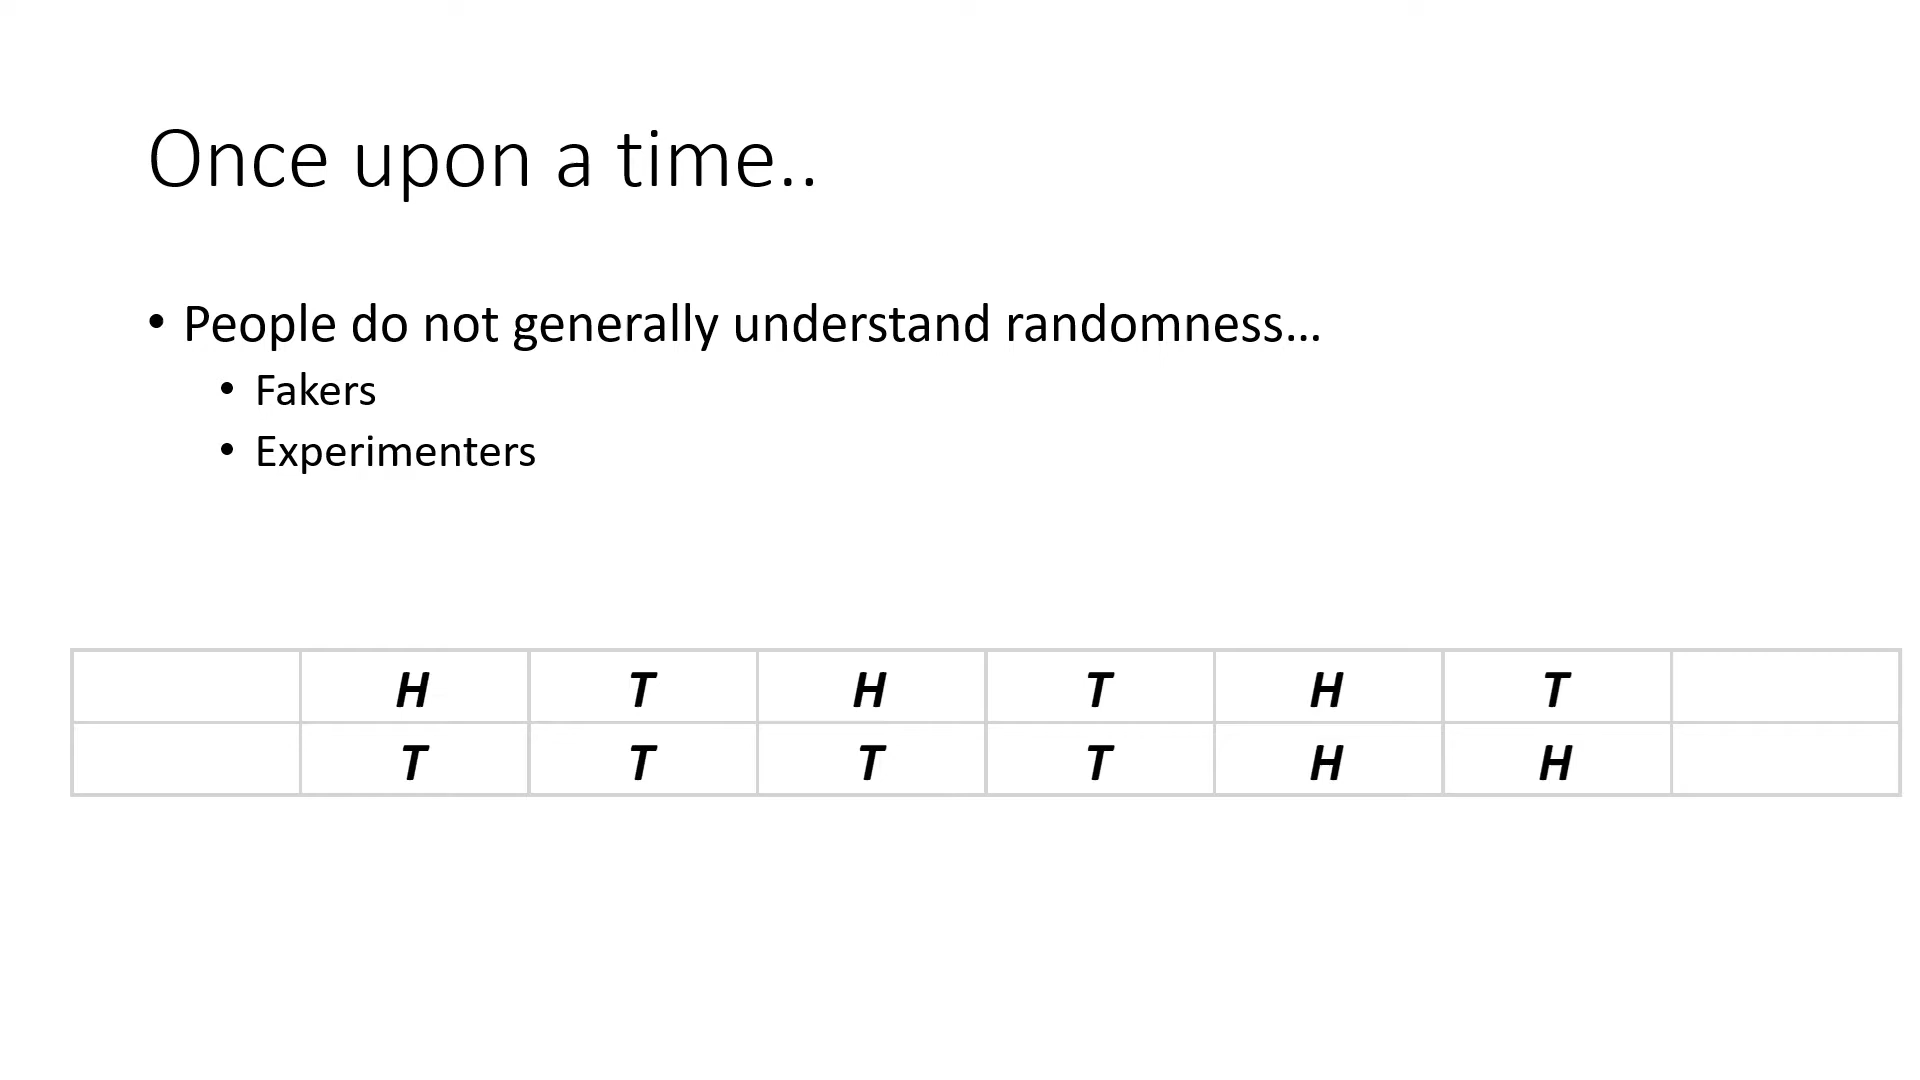 Once upon a time..
• People do not generally understand randomness...
• Fakers
• Experimenters
H T H T H T
T T T T H H